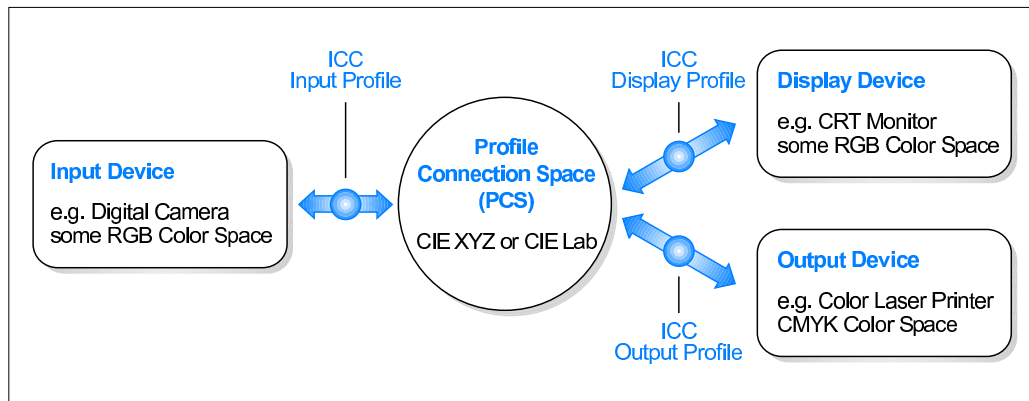 ICC
Input Profile
Input Device
e.g. Digital Camera
some RGB Color Space
Profile
Connection Space
(PCS)
CIE XYZ or CIE Lab
ICC
Display Profile
Display Device
e.g. CRT Monitor
some RGB Color Space
ICC
Output Profile
Output Device
e.g. Color Laser Printer
CMYK Color Space